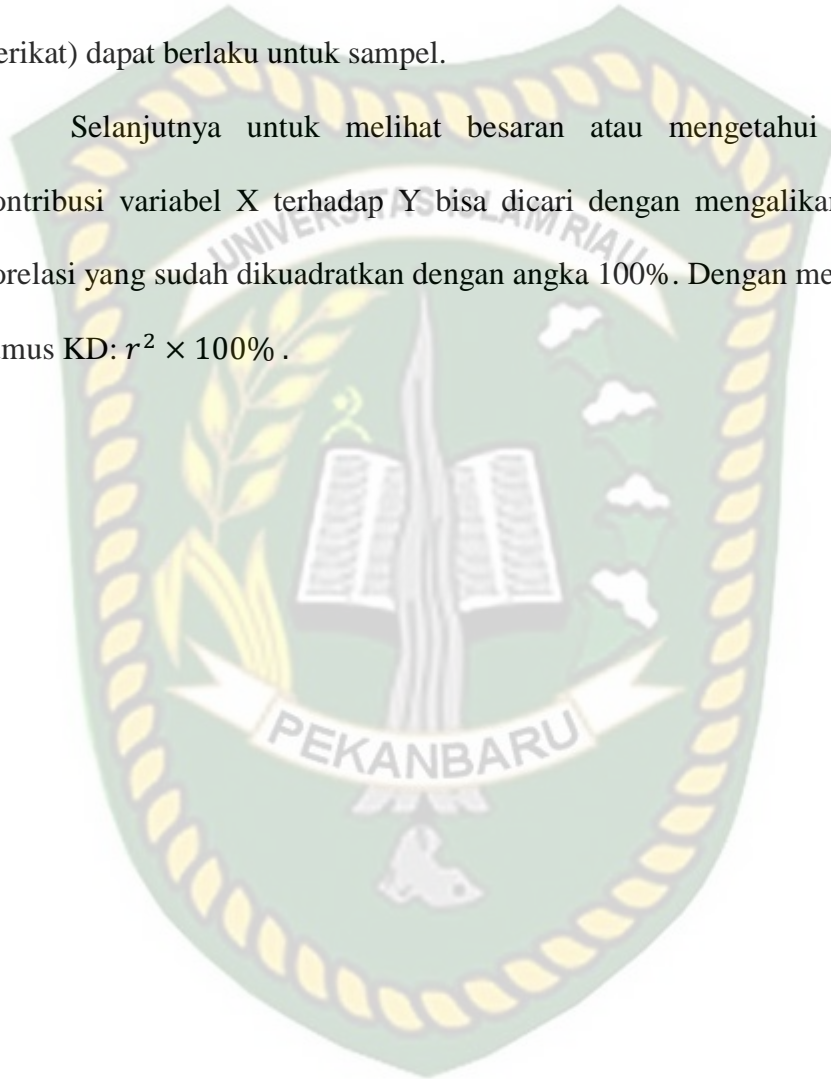 erikat) dapat berlaku untuk sampel.
Selanjutnya untuk melihat besaran atau mengetahui
ontribusi variabel X terhadap Y bisa dicari dengan mengalikan
orelasi yang sudah dikuadratkan dengan angka 100%. Dengan me
mus KD: r² × 100% .
UNIVERSITAS ISLAM RIAU
PEKANBARU